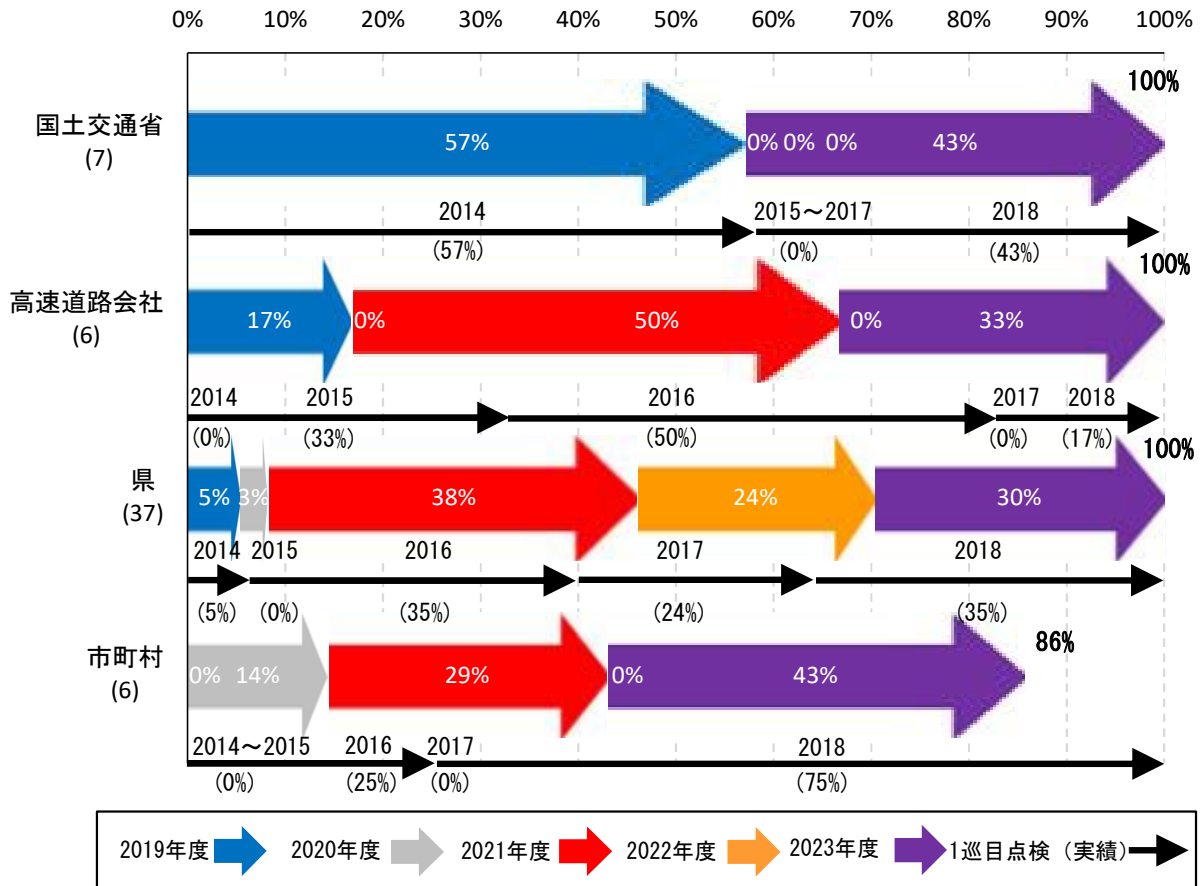 0% 10% 20% 30% 40% 50% 60% 70% 80% 90% 100%
100%
国土交通省
(7)
57% 0% 0% 0% 43%
2014 2015～2017 2018
(57%) (0%) (43%)
100%
高速道路会社
(6)
17% 0% 50% 0% 33%
2014 2015 2016 2017 2018
(0%) (33%) (50%) (0%) (17%)
100%
県
(37)
5% 3% 38% 24% 30%
2014 2015 2016 2017 2018
(5%) (0%) (35%) (24%) (35%)
86%
市町村
(6)
0% 14% 29% 0% 43%
2014～2015 2016 2017 2018
(0%) (25%) (0%) (75%)
2019年度 2020年度 2021年度 2022年度 2023年度 1巡目点検（実績）